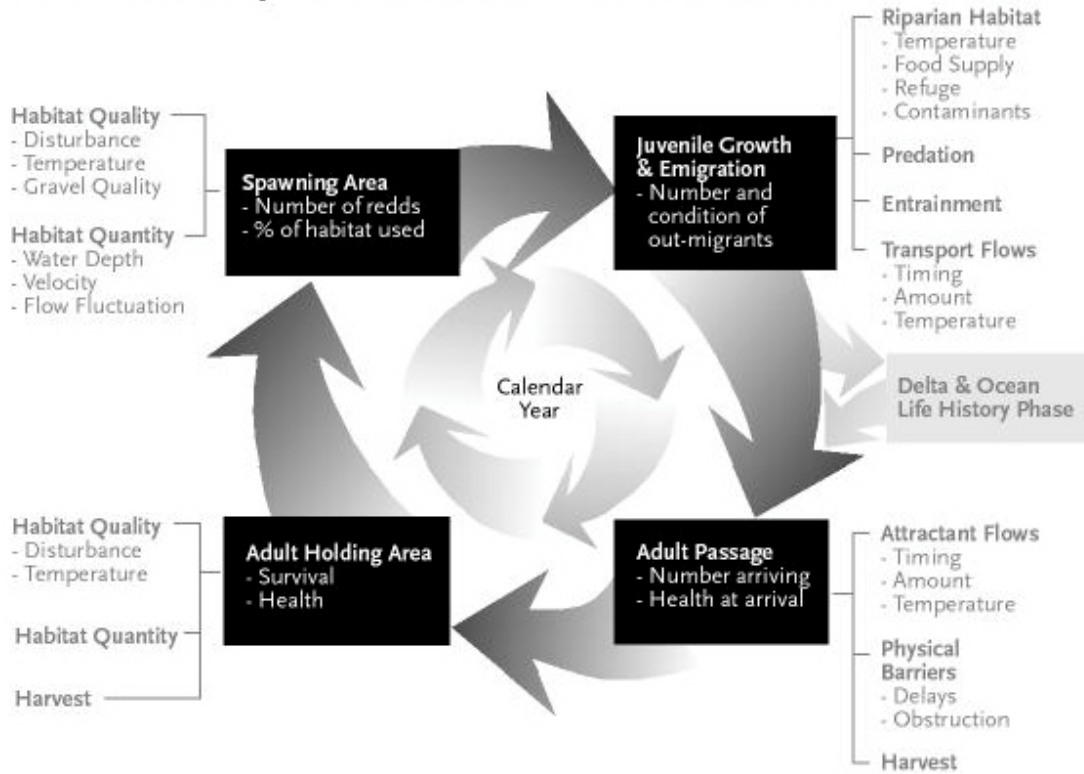 Habitat Quality
- Disturbance
- Temperature
- Gravel Quality
Habitat Quantity
- Water Depth
- Velocity
- Flow Fluctuation
Spawning Area
- Number of redds
- % of habitat used
Juvenile Growth
& Emigration
- Number and
condition of
out-migrants
Riparian Habitat
- Temperature
- Food Supply
- Refuge
- Contaminants
Predation
Entrainment
Transport Flows
- Timing
- Amount
- Temperature
Calendar
Year
Delta & Ocean
Life History Phase
Habitat Quality
- Disturbance
- Temperature
Habitat Quantity
Harvest
Adult Holding Area
- Survival
- Health
Adult Passage
- Number arriving
- Health at arrival
Attractant Flows
- Timing
- Amount
- Temperature
Physical
Barriers
- Delays
- Obstruction
Harvest